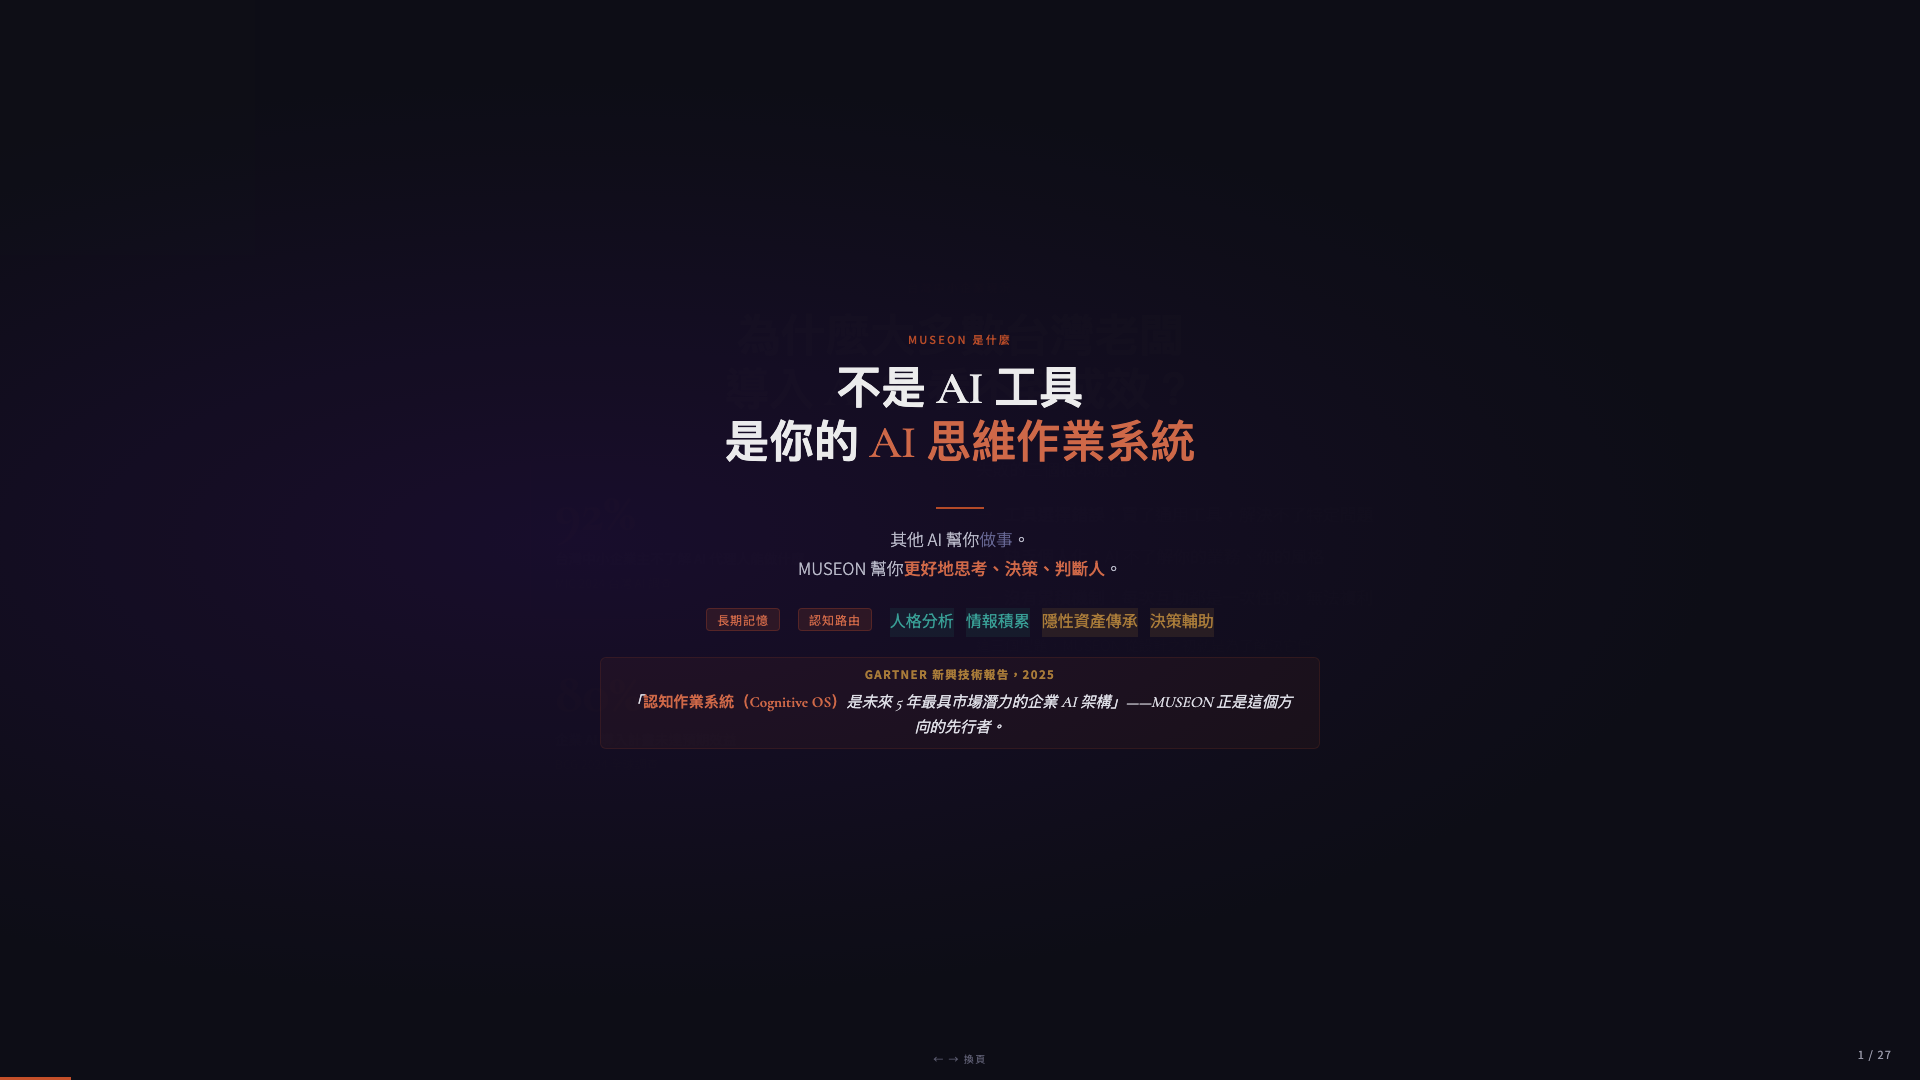 MUSEON 是什麼
不是 AI 工具
是你的 AI 思維作業系統
其他 AI 幫你做事。
MUSEON 幫你更好地思考、決策、判斷人。
長期記憶 認知路由 人格分析 情報積累 隱性資產傳承 決策輔助
GARTNER 新興技術報告,2025
「認知作業系統（Cognitive OS）是未來 5 年最具市場潛力的企業 AI 架構」——MUSEON 正是這個方
向的先行者。
← → 換頁
1 / 27